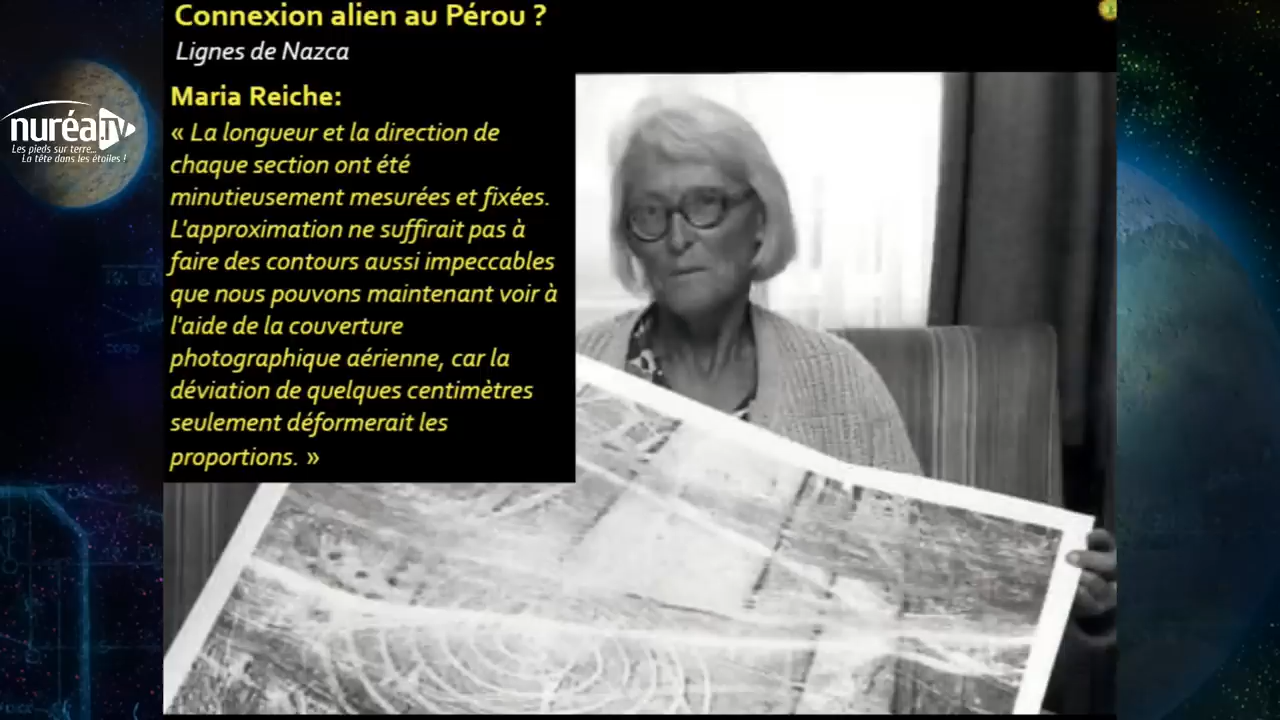 Connexion alien au Pérou ?
Lignes de Nazca
nuréa.TV
Les pieds sur terre...
La tête dans les étoiles !
Maria Reiche:
« La longueur et la direction de
chaque section ont été
minutieusement mesurées et fixées.
L'approximation ne suffirait pas à
faire des contours aussi impeccables
que nous pouvons maintenant voir à
l'aide de la couverture
photographique aérienne, car la
déviation de quelques centimètres
seulement déformerait les
proportions. »